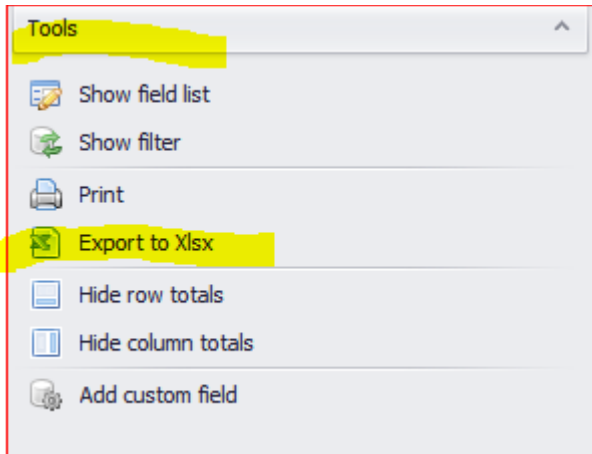 Tools
Show field list
Show filter
Print
Export to Xlsx
Hide row totals
Hide column totals
Add custom field